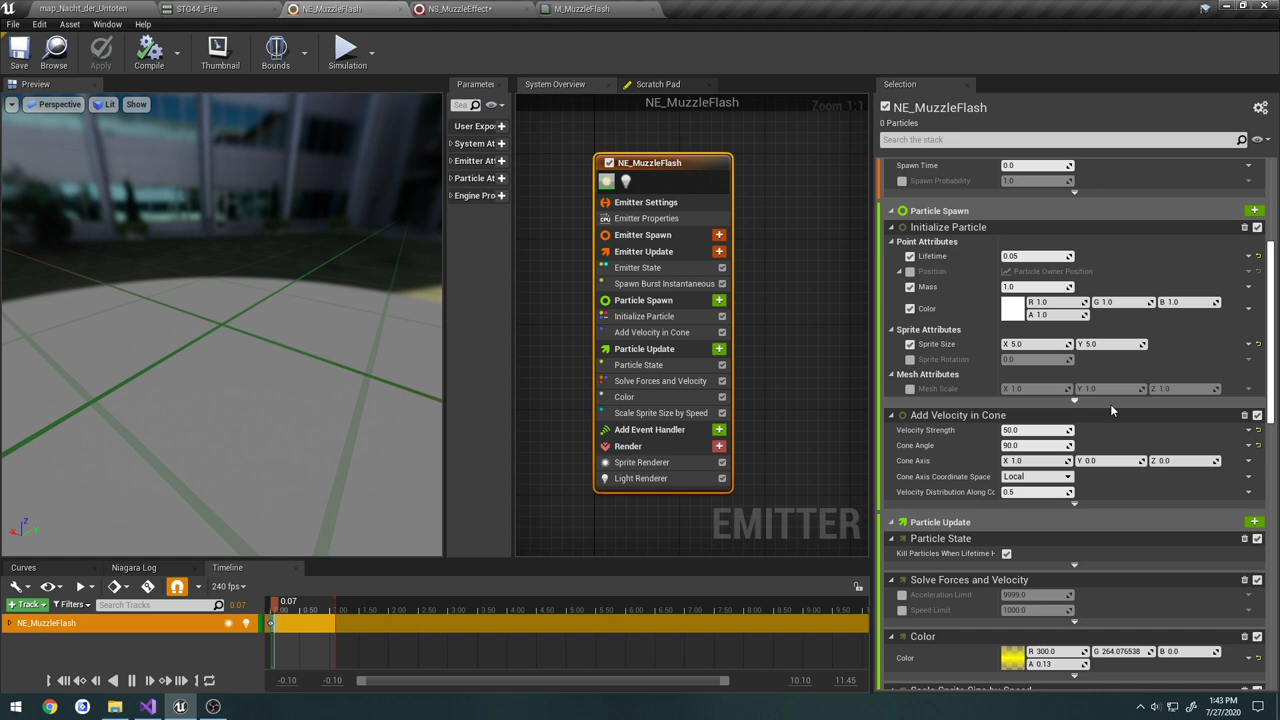 map_Nacht_der_Untoten
STG44_Fire
NE_MuzzleFlash
NS_MuzzleEffect*
M_MuzzleFlash
File
Edit
Asset
Window
Help
Save
Browse
Apply
Compile
Thumbnail
Bounds
Simulation
Preview
Perspective
Lit
Show
Paramete
Sea
User Expo
System At
Emitter Att
Particle At
Engine Pro
System Overview
Scratch Pad
NE_MuzzleFlash
Zoom 1:1
NE_MuzzleFlash
Emitter Settings
Emitter Properties
Emitter Spawn
Emitter Update
Emitter State
Spawn Burst Instantaneous
Particle Spawn
Initialize Particle
Add Velocity in Cone
Particle Update
Particle State
Solve Forces and Velocity
Color
Scale Sprite Size by Speed
Add Event Handler
Render
Sprite Renderer
Light Renderer
EMITTER
Selection
NE_MuzzleFlash
0 Particles
Search the stack
Spawn Time 0.0
Spawn Probability 1.0
Particle Spawn
Initialize Particle
Point Attributes
Lifetime 0.05
Position Particle Owner Position
Mass 1.0
Color R 1.0 G 1.0 B 1.0
A 1.0
Sprite Attributes
Sprite Size X 5.0 Y 5.0
Sprite Rotation 0.0
Mesh Attributes
Mesh Scale X 1.0 Y 1.0 Z 1.0
Add Velocity in Cone
Velocity Strength 50.0
Cone Angle 90.0
Cone Axis X 1.0 Y 0.0 Z 0.0
Cone Axis Coordinate Space Local
Velocity Distribution Along Cc 0.5
Particle Update
Particle State
Kill Particles When Lifetime H
Solve Forces and Velocity
Acceleration Limit 9999.0
Speed Limit 1000.0
Color
Color R 300.0 G 264.076538 B 0.0
A 0.13
Scale Sprite Size by Speed
Curves
Niagara Log
Timeline
240 fps
Track
Filters
Search Tracks
0.07
0.07
00 0.50 1.00 1.50 2.00 2.50 3.00 3.50 4.00 4.50 5.00 5.50 6.00 6.50 7.00 7.50 8.00 8.50 9.00
NE_MuzzleFlash
-0.10
-0.10
10.10
11.45
1:43 PM
7/27/2020